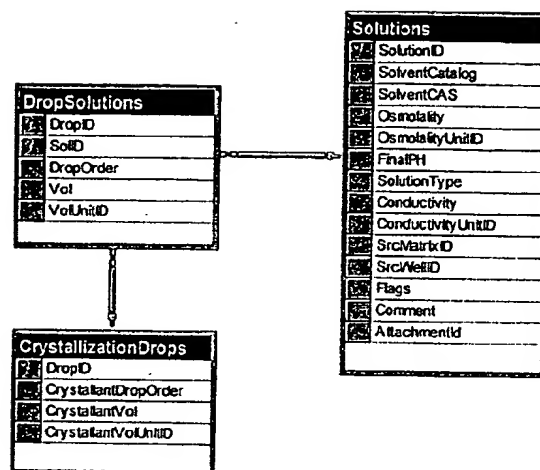 DropSolutions
DropID
SolID
DropOrder
Vol
VolUnitID
CrystallizationDrops
DropID
CrystallantDropOrder
CrystallantVol
CrystallantVolUnitID
Solutions
SolutionID
SolventCatalog
SolventCAS
Osmolality
OsmolalityUnitID
FinalPH
SolutionType
Conductivity
ConductivityUnitID
SrcMatrixID
SrcWellID
Flags
Comment
AttachmentId